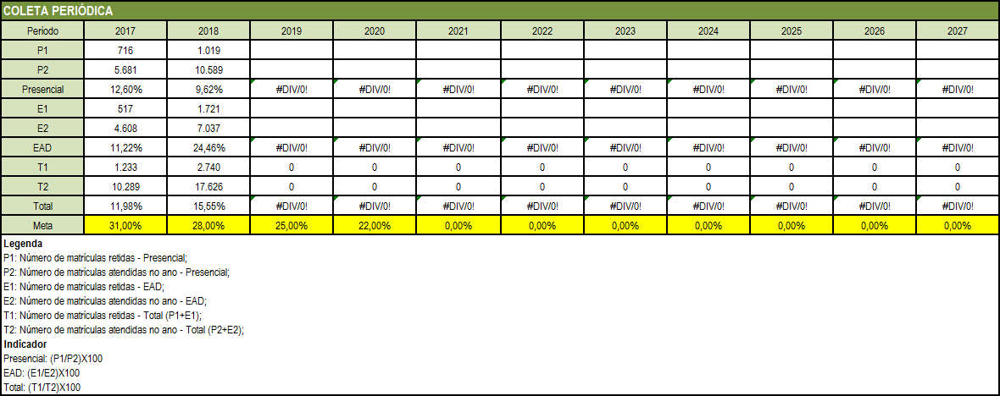 COLETA PERIÓDICA
Período 2017 2018 2019 2020 2021 2022 2023 2024 2025 2026 2027
P1 716 1.019
P2 5.681 10.589
Presencial 12,60% 9,62% #DIV/0! #DIV/0! #DIV/0! #DIV/0! #DIV/0! #DIV/0! #DIV/0! #DIV/0! #DIV/0!
E1 517 1.721
E2 4.608 7.037
EAD 11,22% 24,46% #DIV/0! #DIV/0! #DIV/0! #DIV/0! #DIV/0! #DIV/0! #DIV/0! #DIV/0! #DIV/0!
T1 1.233 2.740 0 0 0 0 0 0 0 0 0
T2 10.289 17.626 0 0 0 0 0 0 0 0 0
Total 11,98% 15,55% #DIV/0! #DIV/0! #DIV/0! #DIV/0! #DIV/0! #DIV/0! #DIV/0! #DIV/0! #DIV/0!
Meta 31,00% 28,00% 25,00% 22,00% 0,00% 0,00% 0,00% 0,00% 0,00% 0,00% 0,00%
Legenda
P1: Número de matrículas retidas - Presencial;
P2: Número de matrículas atendidas no ano - Presencial;
E1: Número de matrículas retidas - EAD;
E2: Número de matrículas atendidas no ano - EAD;
T1: Número de matrículas retidas - Total (P1+E1);
T2: Número de matrículas atendidas no ano - Total (P2+E2);
Indicador
Presencial: (P1/P2)X100
EAD: (E1/E2)X100
Total: (T1/T2)X100